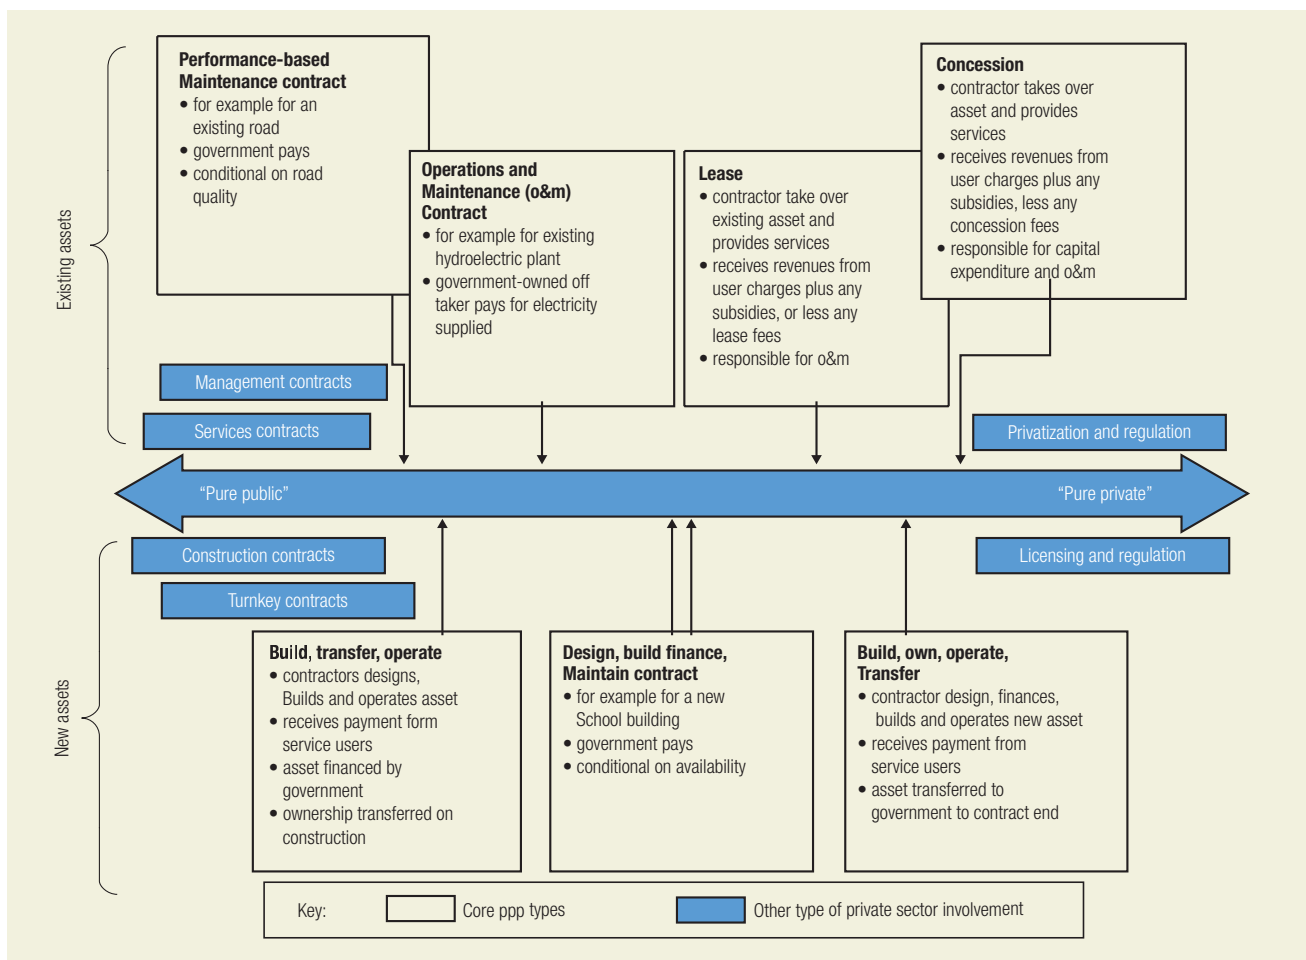 Existing assets
Performance-based
Maintenance contract
• for example for an
existing road
• government pays
• conditional on road
quality
Operations and
Maintenance (o&m)
Contract
• for example for existing
hydroelectric plant
• government-owned off
taker pays for electricity
supplied
Lease
• contractor take over
existing asset and
provides services
• receives revenues from
user charges plus any
subsidies, or less any
lease fees
• responsible for o&m
Concession
• contractor takes over
asset and provides
services
• receives revenues from
user charges plus any
subsidies, less any
concession fees
• responsible for capital
expenditure and o&m
Management contracts
Services contracts
Privatization and regulation
“Pure public”
“Pure private”
Construction contracts
Licensing and regulation
Turnkey contracts
New assets
Build, transfer, operate
• contractors designs,
Builds and operates asset
• receives payment form
service users
• asset financed by
government
• ownership transferred on
construction
Design, build finance,
Maintain contract
• for example for a new
School building
• government pays
• conditional on availability
Build, own, operate,
Transfer
• contractor design, finances,
builds and operates new asset
• receives payment from
service users
• asset transferred to
government to contract end
Key:
Core ppp types
Other type of private sector involvement